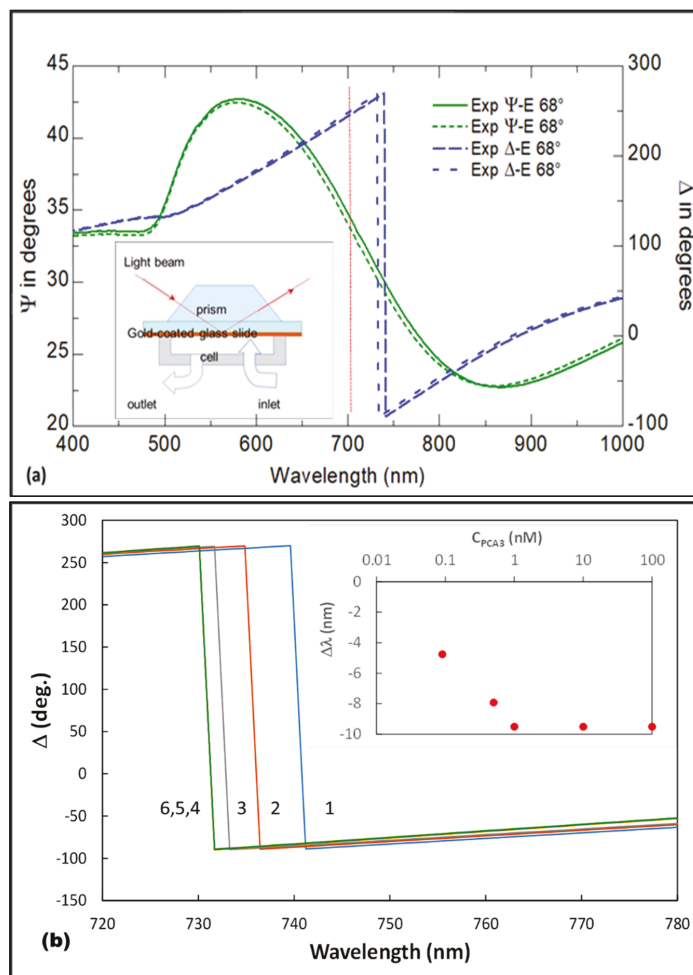 45
40
35
30
25
20
Ψ in degrees
300
200
100
0
-100
Δ in degrees
Exp Ψ-E 68°
Exp Ψ-E 68°
Exp Δ-E 68°
Exp Δ-E 68°
Light beam
prism
Gold-coated glass slide
cell
outlet
inlet
400 500 600 700 800 900 1000
Wavelength (nm)
(a)
300
250
200
150
100
50
0
-50
-100
-150
Δ (deg.)
C_PCA3 (nM)
0.01 0.1 1 10 100
0
-2
-4
-6
-8
-10
Δλ (nm)
6,5,4 3 2 1
720 730 740 750 760 770 780
Wavelength (nm)
(b)